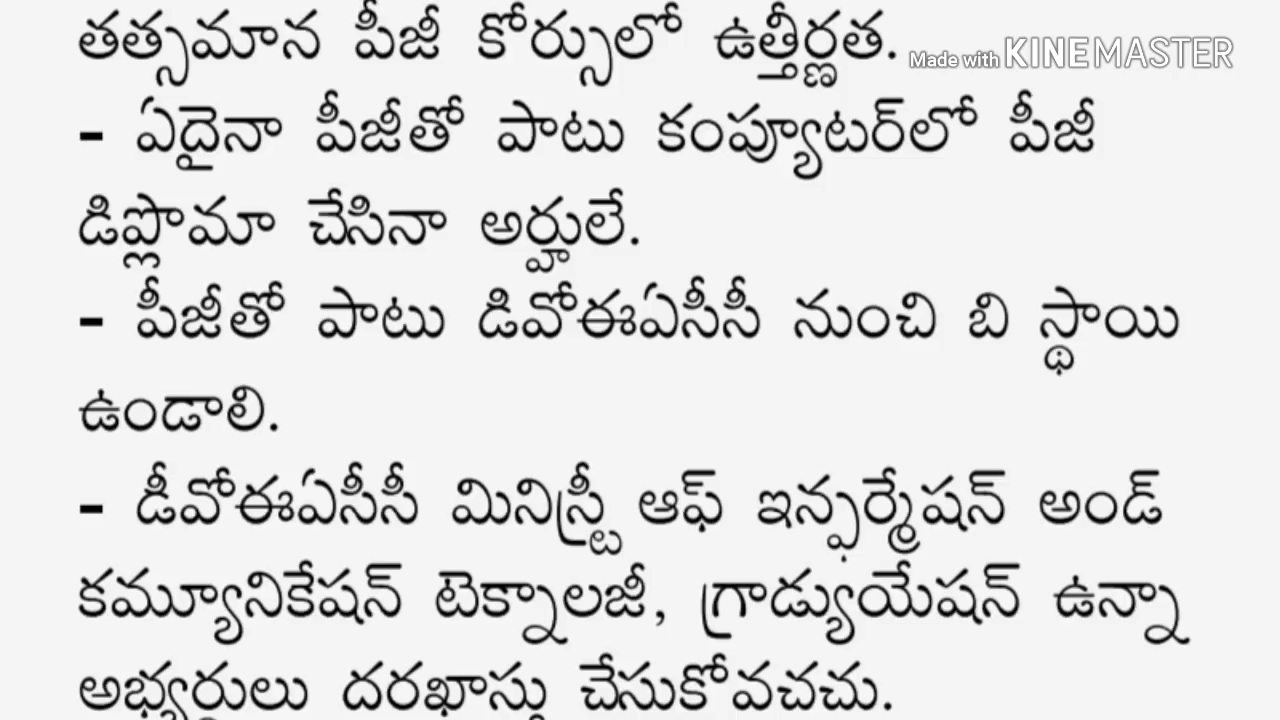 తత్సమాన పీజీ కోర్సులో ఉత్తీర్ణత.
Made with KINEMASTER
- ఏదైనా పీజీతో పాటు కంప్యూటర్‌లో పీజీ
డిప్లొమా చేసినా అర్హులే.
- పీజీతో పాటు డివోఈఏసీసీ నుంచి బి స్థాయి
ఉండాలి.
- డీవోఈఏసీసీ మినిస్ట్రీ ఆఫ్ ఇన్ఫర్మేషన్ అండ్
కమ్యూనికేషన్ టెక్నాలజీ, గ్రాడ్యుయేషన్ ఉన్నా
అభ్యర్థులు దరఖాస్తు చేసుకోవచచు.